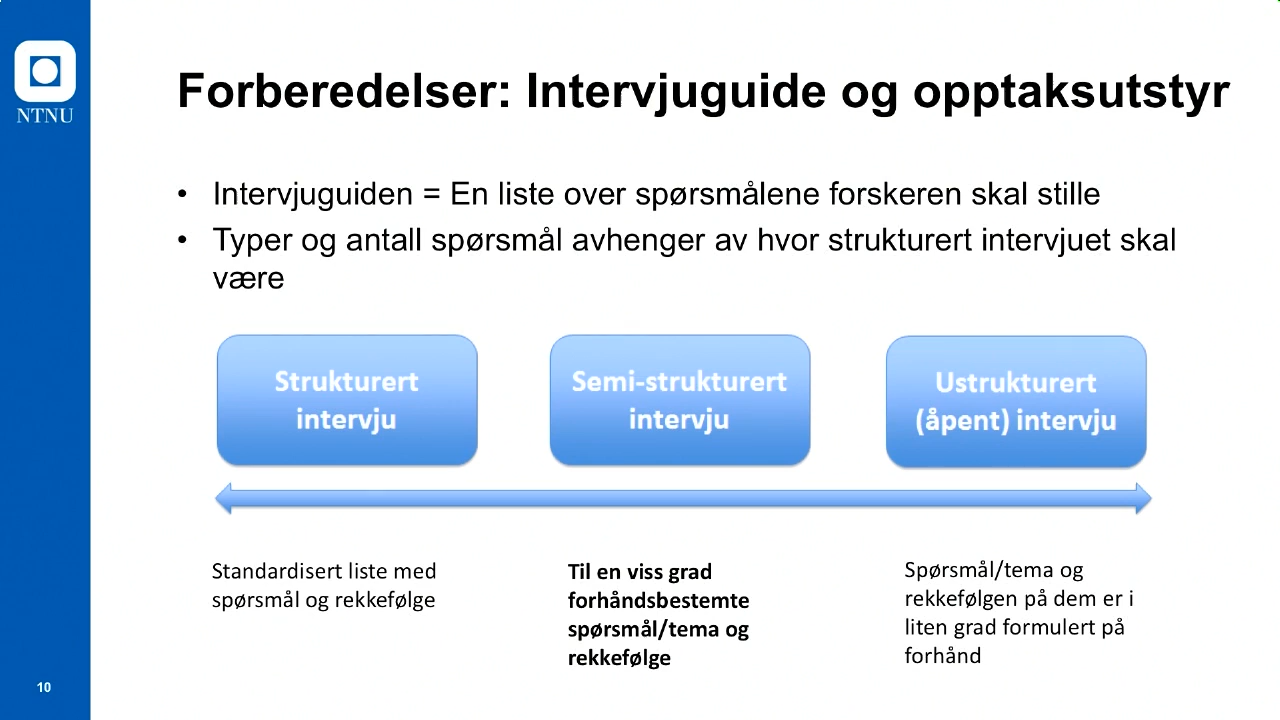 NTNU
Forberedelser: Intervjuguide og opptaksutstyr
• Intervjuguiden = En liste over spørsmålene forskeren skal stille
• Typer og antall spørsmål avhenger av hvor strukturert intervjuet skal
være
Strukturert
intervju
Semi-strukturert
intervju
Ustrukturert
(åpent) intervju
Standardisert liste med
spørsmål og rekkefølge
Til en viss grad
forhåndsbestemte
spørsmål/tema og
rekkefølge
Spørsmål/tema og
rekkefølgen på dem er i
liten grad formulert på
forhånd
10